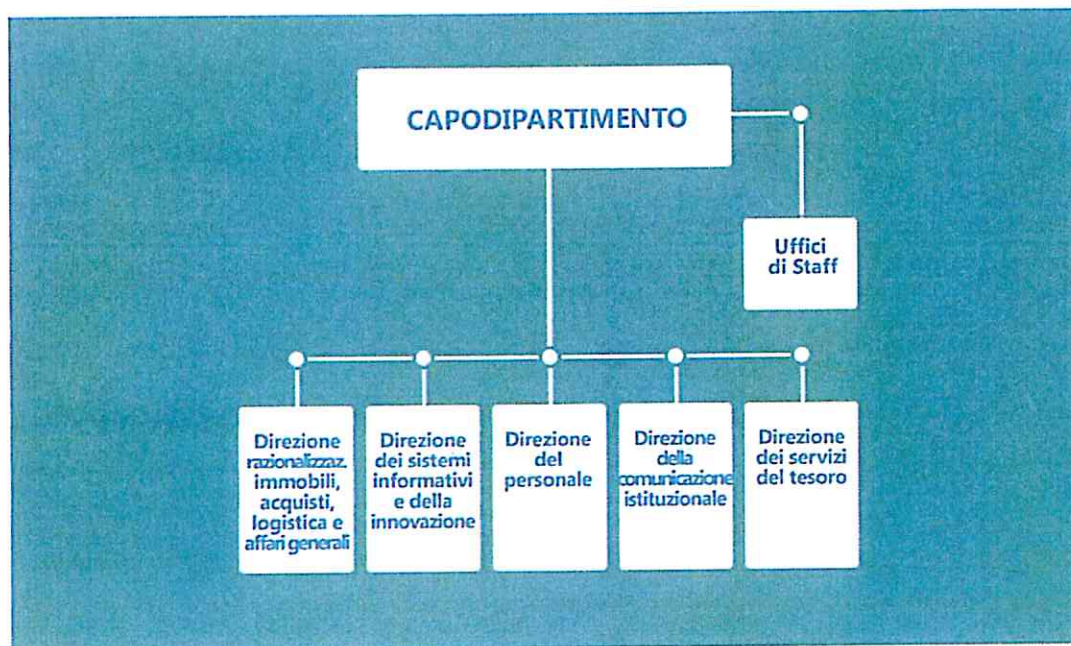 CAPODIPARTIMENTO
Uffici
di Staff
Direzione
razionalizzaz.
immobili,
acquisti,
logistica e
affari generali
Direzione
dei sistemi
informativi
e della
innovazione
Direzione
del
personale
Direzione
della
comunicazione
istituzionale
Direzione
dei servizi
del tesoro